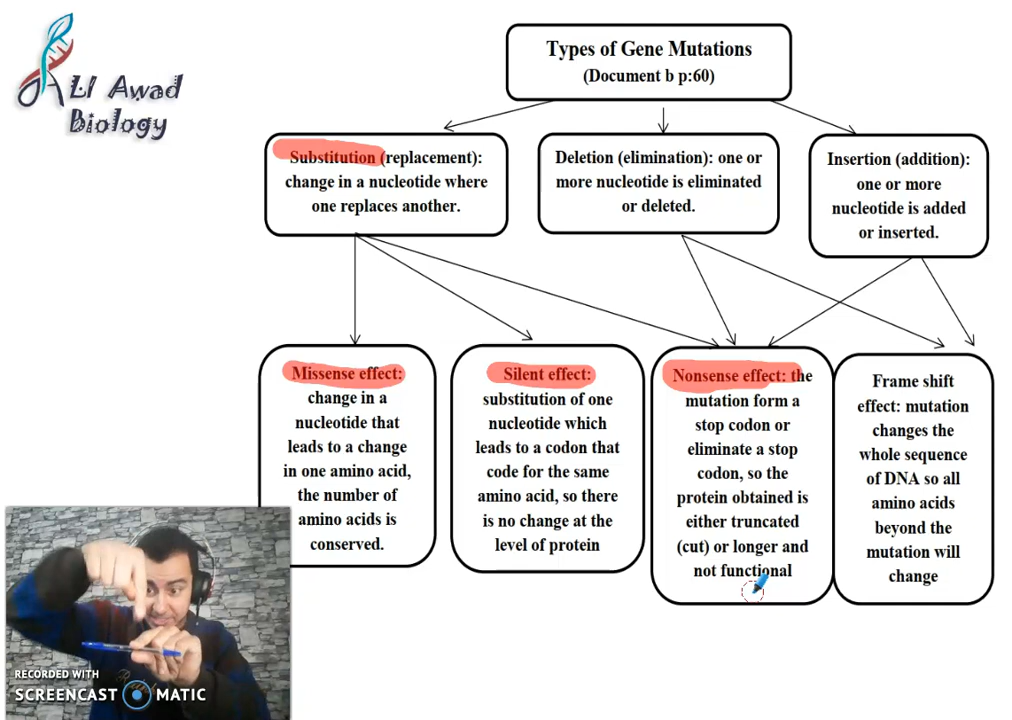 ALI Awad
Biology
Types of Gene Mutations
(Document b p:60)
Substitution (replacement):
change in a nucleotide where
one replaces another.
Deletion (elimination): one or
more nucleotide is eliminated
or deleted.
Insertion (addition):
one or more
nucleotide is added
or inserted.
Missense effect:
change in a
nucleotide that
leads to a change
in one amino acid,
the number of
amino acids is
conserved.
Silent effect:
substitution of one
nucleotide which
leads to a codon that
code for the same
amino acid, so there
is no change at the
level of protein
Nonsense effect: the
mutation form a
stop codon or
eliminate a stop
codon, so the
protein obtained is
either truncated
(cut) or longer and
not functional
Frame shift
effect: mutation
changes the
whole sequence
of DNA so all
amino acids
beyond the
mutation will
change
RECORDED WITH
SCREENCAST MATIC